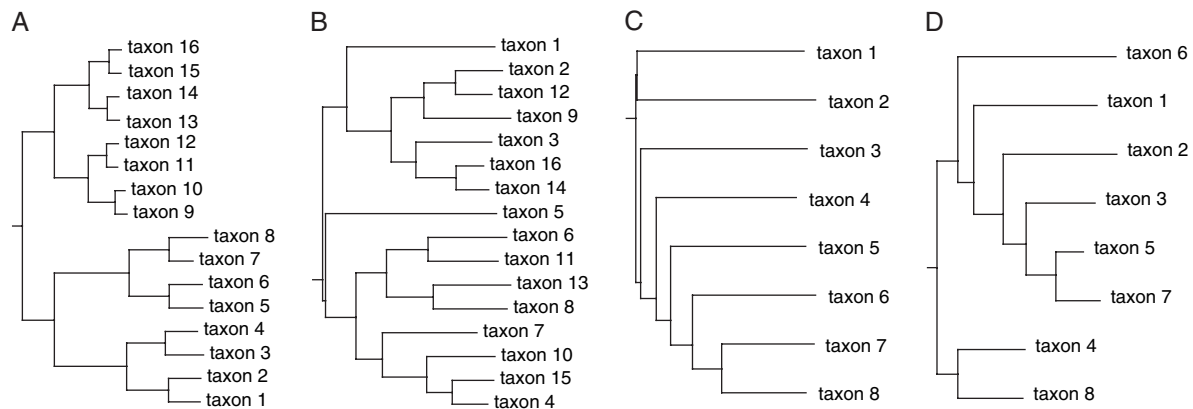 A
taxon 16
taxon 15
taxon 14
taxon 13
taxon 12
taxon 11
taxon 10
taxon 9
taxon 8
taxon 7
taxon 6
taxon 5
taxon 4
taxon 3
taxon 2
taxon 1
B
taxon 1
taxon 2
taxon 12
taxon 9
taxon 3
taxon 16
taxon 14
taxon 5
taxon 6
taxon 11
taxon 13
taxon 8
taxon 7
taxon 10
taxon 15
taxon 4
C
taxon 1
taxon 2
taxon 3
taxon 4
taxon 5
taxon 6
taxon 7
taxon 8
D
taxon 6
taxon 1
taxon 2
taxon 3
taxon 5
taxon 7
taxon 4
taxon 8